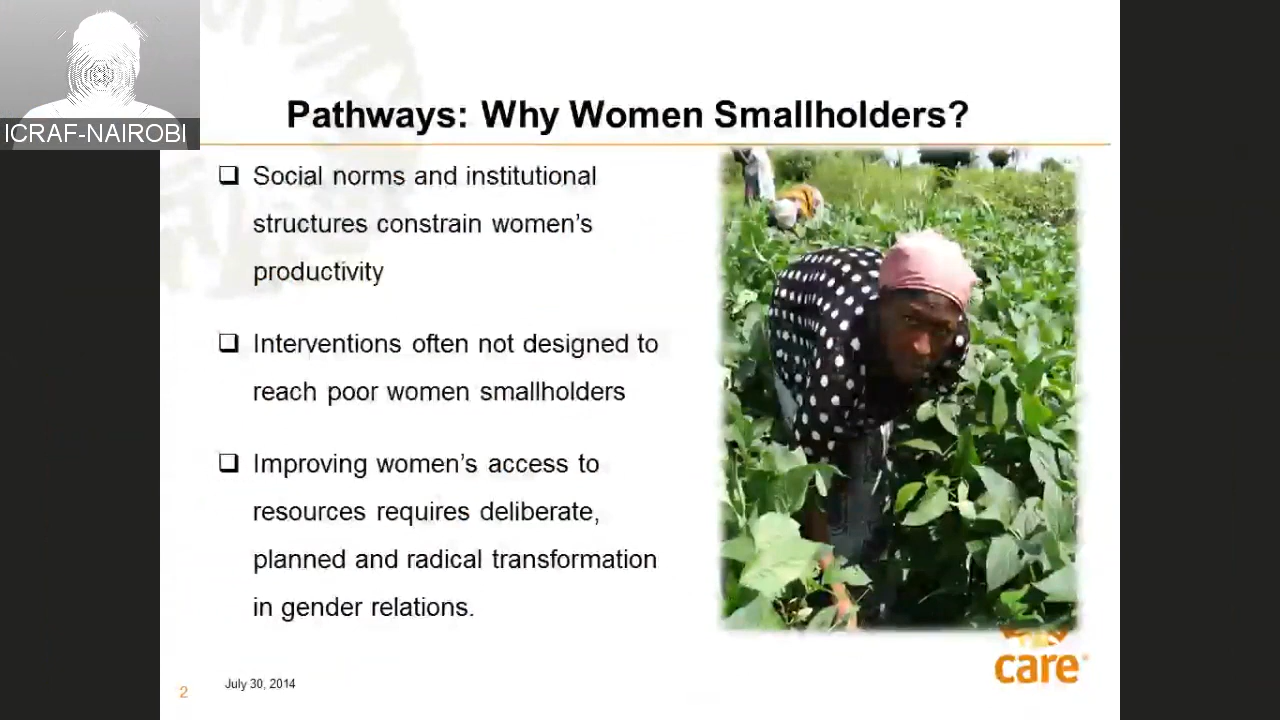 ICRAF-NAIROBI
Pathways: Why Women Smallholders?
❑ Social norms and institutional
structures constrain women’s
productivity
❑ Interventions often not designed to
reach poor women smallholders
❑ Improving women’s access to
resources requires deliberate,
planned and radical transformation
in gender relations.
care®
2
July 30, 2014